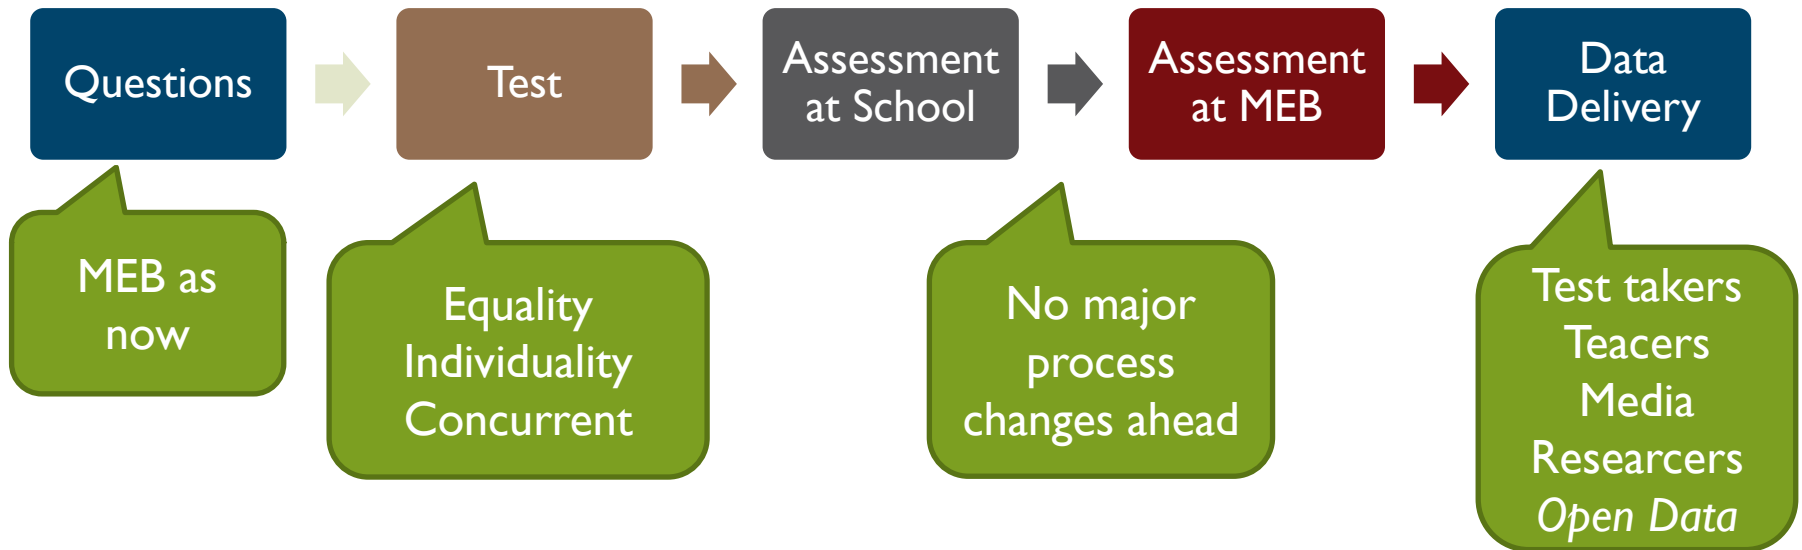 Questions
Test
Assessment
at School
Assessment
at MEB
Data
Delivery
MEB as
now
Equality
Individuality
Concurrent
No major
process
changes ahead
Test takers
Teacers
Media
Researcers
Open Data